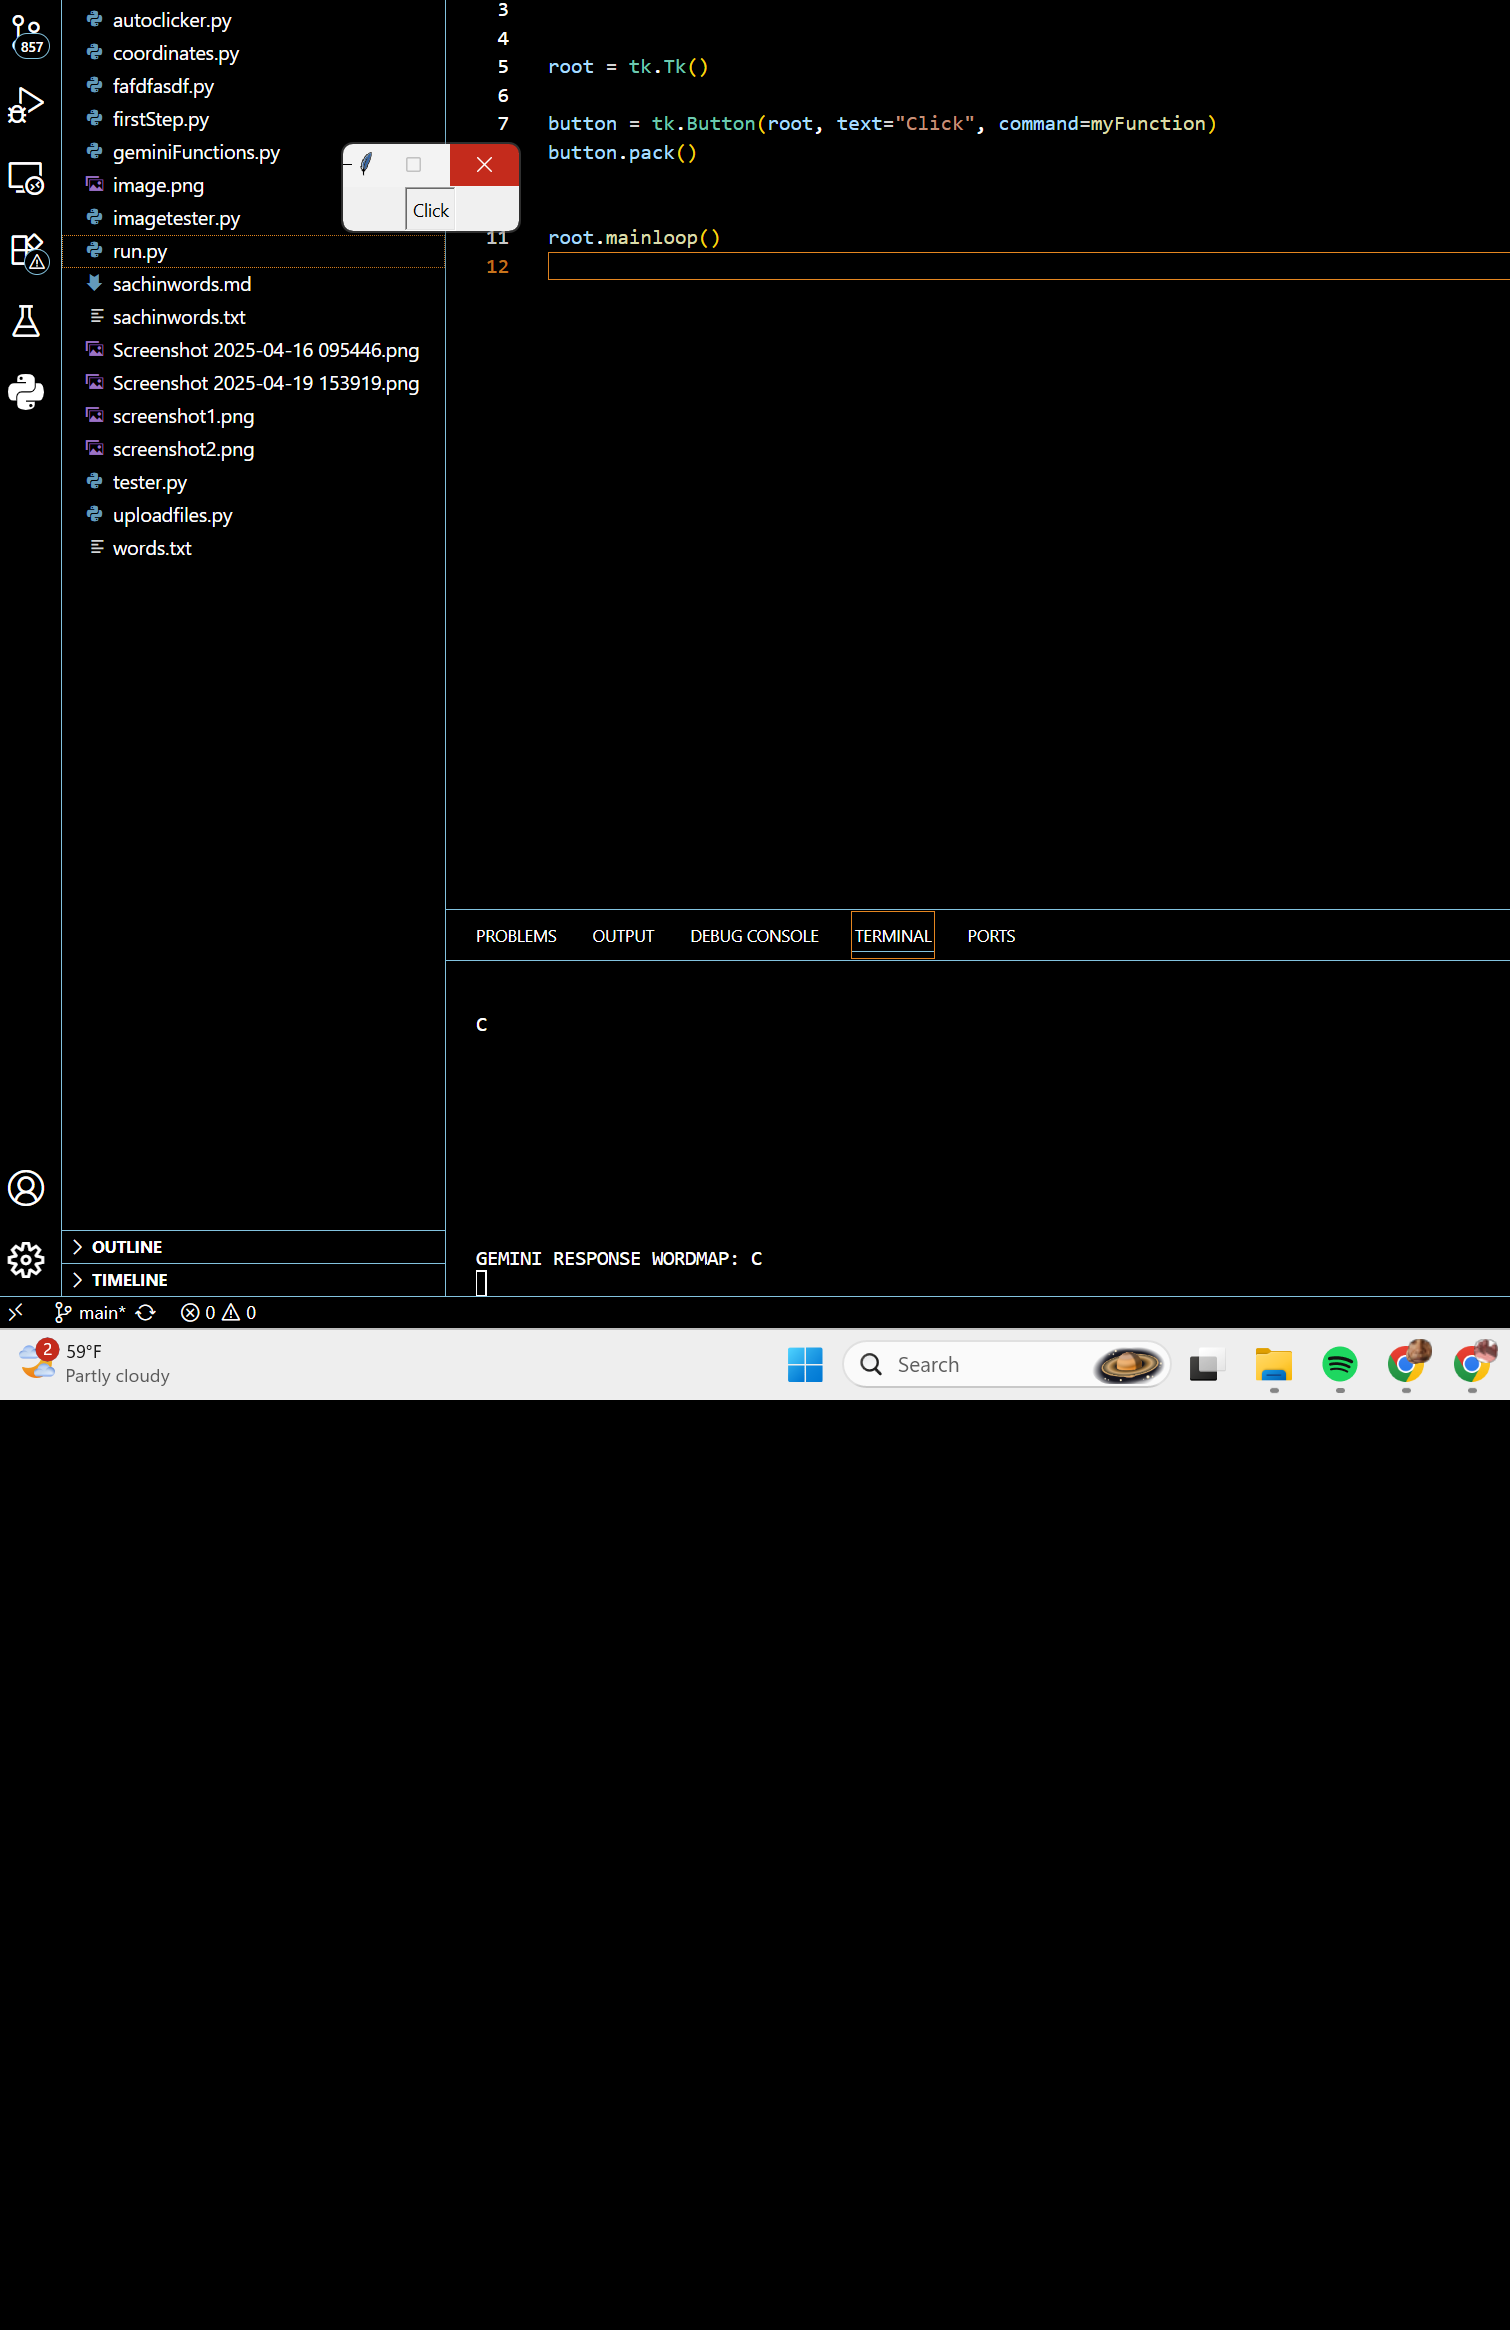 857
autoclicker.py
coordinates.py
fafdfasdf.py
firstStep.py
geminiFunctions.py
image.png
imagetester.py
run.py
sachinwords.md
sachinwords.txt
Screenshot 2025-04-16 095446.png
Screenshot 2025-04-19 153919.png
screenshot1.png
screenshot2.png
tester.py
uploadfiles.py
words.txt
OUTLINE
TIMELINE
3
4
5 root = tk.Tk()
6
7 button = tk.Button(root, text="Click", command=myFunction)
button.pack()
Click
11 root.mainloop()
12
PROBLEMS OUTPUT DEBUG CONSOLE TERMINAL PORTS
C
GEMINI RESPONSE WORDMAP: C
main* 0 0
2 59°F
Partly cloudy
Search